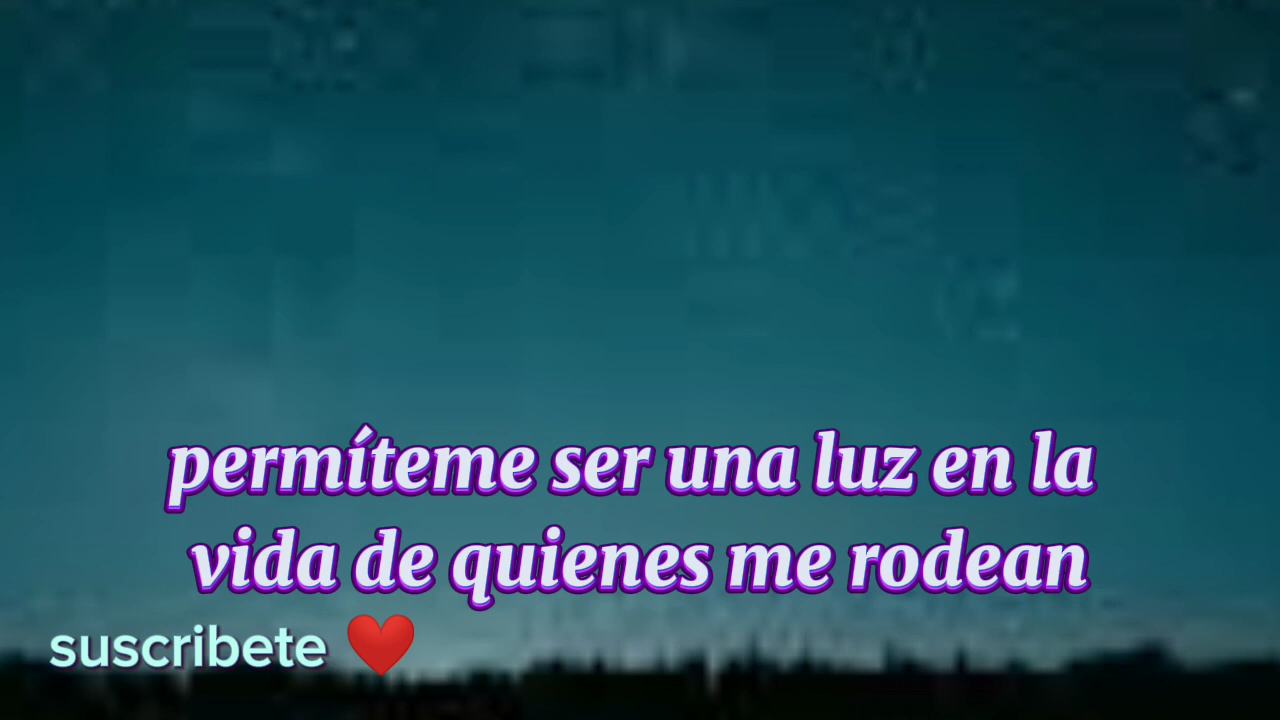 permíteme ser una luz en la
vida de quienes me rodean
suscribete ❤️